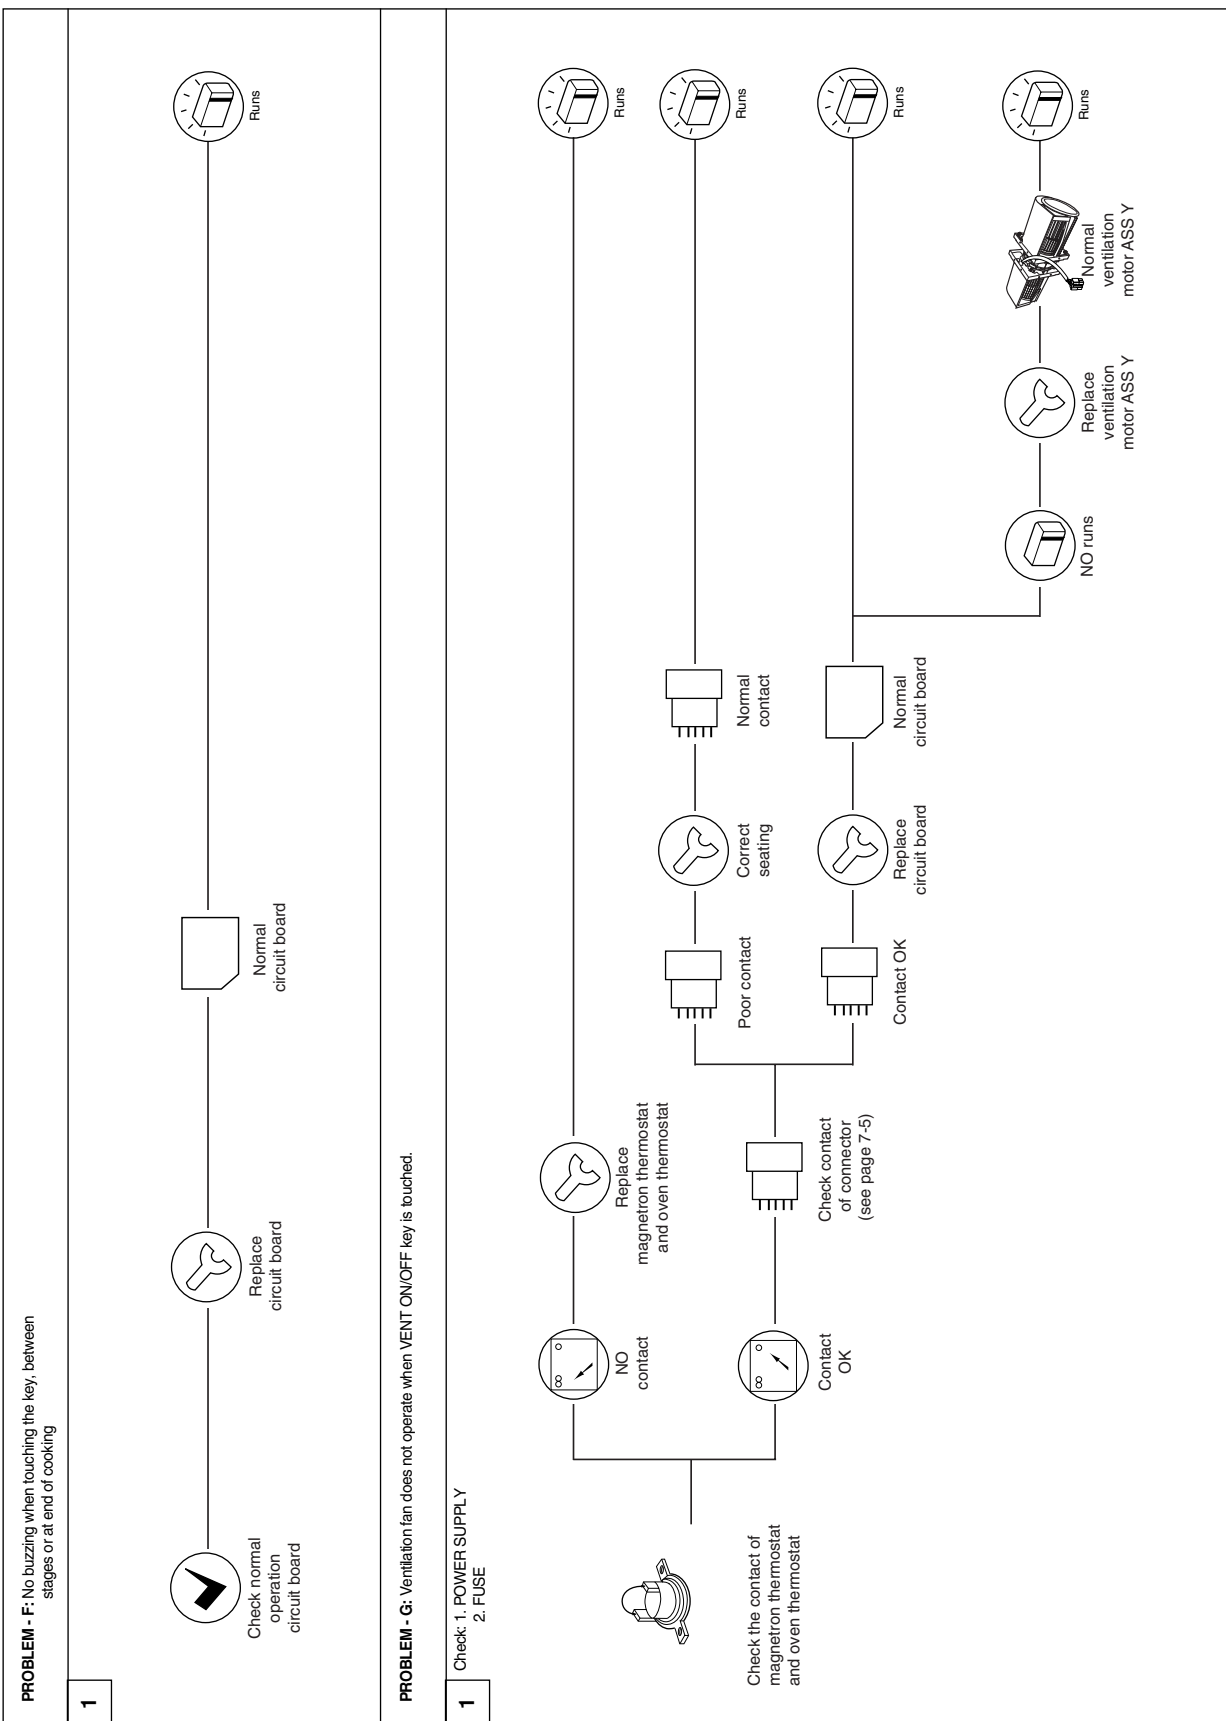 PROBLEM - F: No buzzing when touching the key, between
stages or at end of cooking
1
Check normal
operation
circuit board
Replace
circuit board
Normal
circuit board
Runs
PROBLEM - G: Ventilation fan does not operate when VENT ON/OFF key is touched.
1
Check: 1. POWER SUPPLY
2. FUSE
Check the contact of
magnetron thermostat
and oven thermostat
NO
contact
Replace
magnetron thermostat
and oven thermostat
Runs
Contact
OK
Check contact
of connector
(see page 7-5)
Poor contact
Correct
seating
Normal
contact
Runs
Contact OK
Replace
circuit board
Normal
circuit board
Runs
NO runs
Replace
ventilation
motor ASS Y
Normal
ventilation
motor ASS Y
Runs